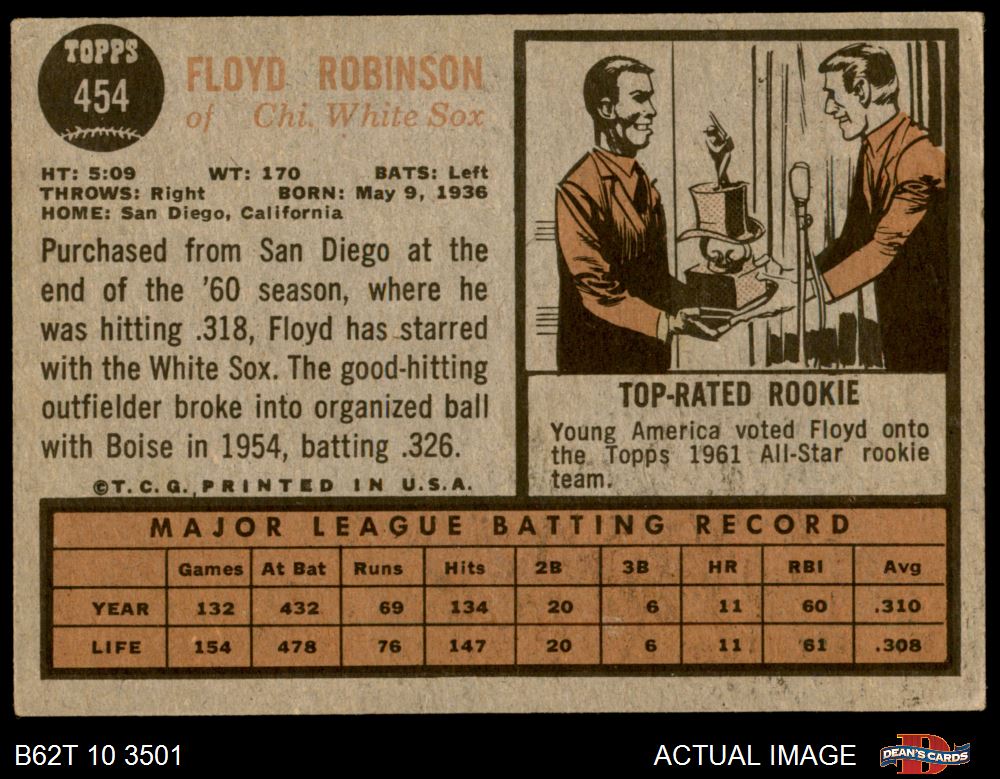 TOPPS
454
FLOYD ROBINSON
of Chi. White Sox
HT: 5:09 WT: 170 BATS: Left
THROWS: Right BORN: May 9, 1936
HOME: San Diego, California
Purchased from San Diego at the
end of the '60 season, where he
was hitting .318, Floyd has starred
with the White Sox. The good-hitting
outfielder broke into organized ball
with Boise in 1954, batting .326.
©T. C. G. PRINTED IN U.S.A.
TOP-RATED ROOKIE
Young America voted Floyd onto
the Topps 1961 All-Star rookie
team.
MAJOR LEAGUE BATTING RECORD
Games At Bat Runs Hits 2B 3B HR RBI Avg
YEAR 132 432 69 134 20 6 11 60 .310
LIFE 154 478 76 147 20 6 11 61 .308
B62T 10 3501 ACTUAL IMAGE DEAN'S CARDS